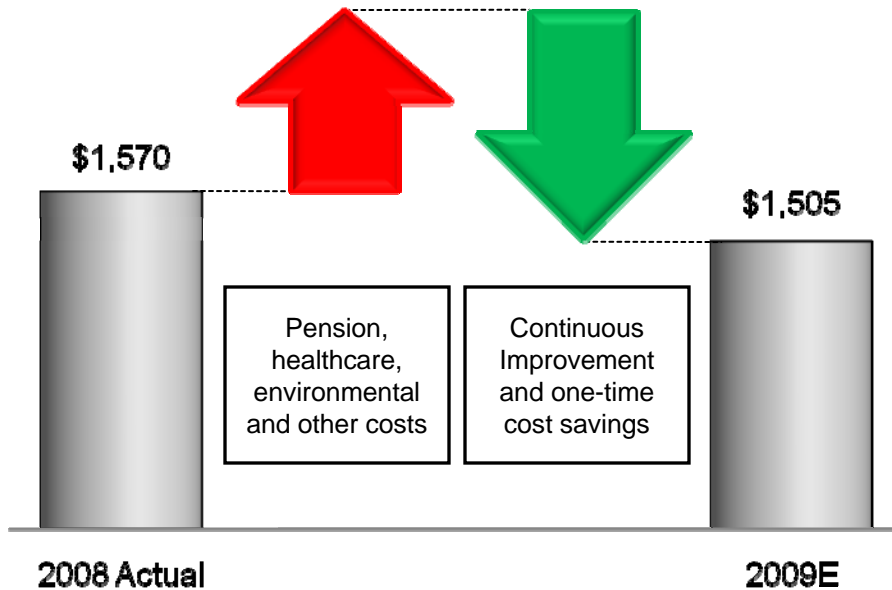 $1,570
$1,505
Pension,
healthcare,
environmental
and other costs
Continuous
Improvement
and one-time
cost savings
2008 Actual
2009E